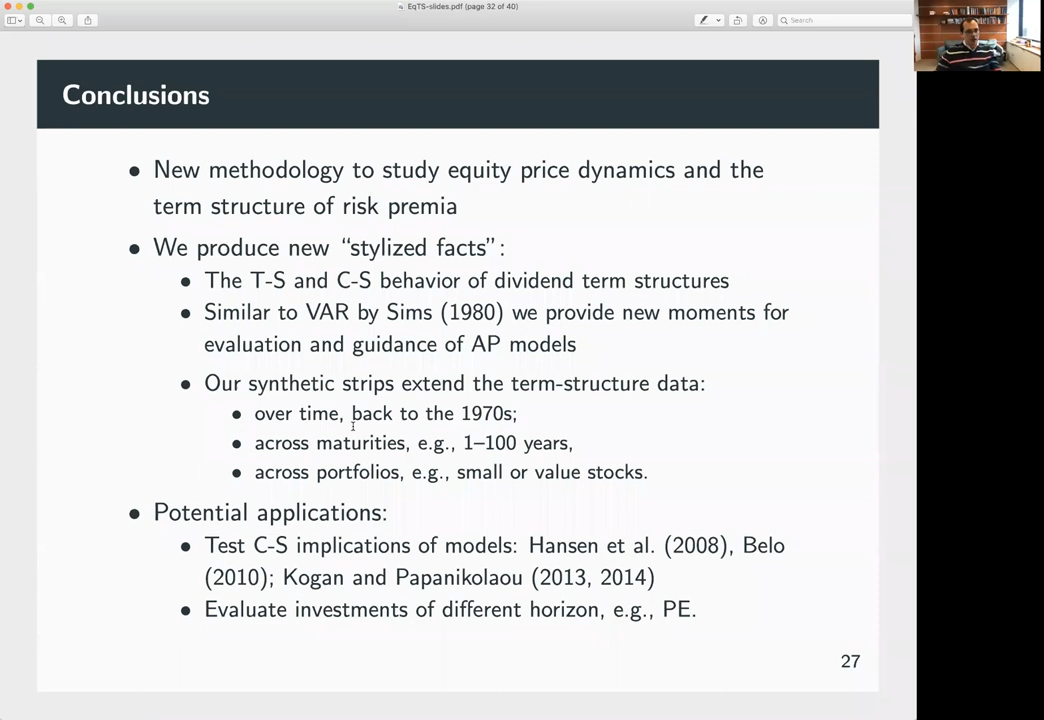 EqTS-slides.pdf (page 32 of 40)
Search
Conclusions
• New methodology to study equity price dynamics and the
term structure of risk premia
• We produce new “stylized facts”:
• The T-S and C-S behavior of dividend term structures
• Similar to VAR by Sims (1980) we provide new moments for
evaluation and guidance of AP models
• Our synthetic strips extend the term-structure data:
• over time, back to the 1970s;
• across maturities, e.g., 1–100 years,
• across portfolios, e.g., small or value stocks.
• Potential applications:
• Test C-S implications of models: Hansen et al. (2008), Belo
(2010); Kogan and Papanikolaou (2013, 2014)
• Evaluate investments of different horizon, e.g., PE.
27